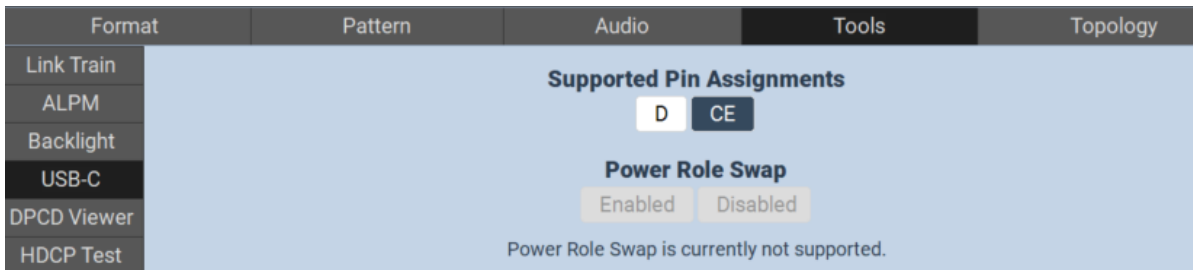 Format Pattern Audio Tools Topology
Link Train
ALPM
Backlight
USB-C
DPCD Viewer
HDCP Test
Supported Pin Assignments
D CE
Power Role Swap
Enabled Disabled
Power Role Swap is currently not supported.